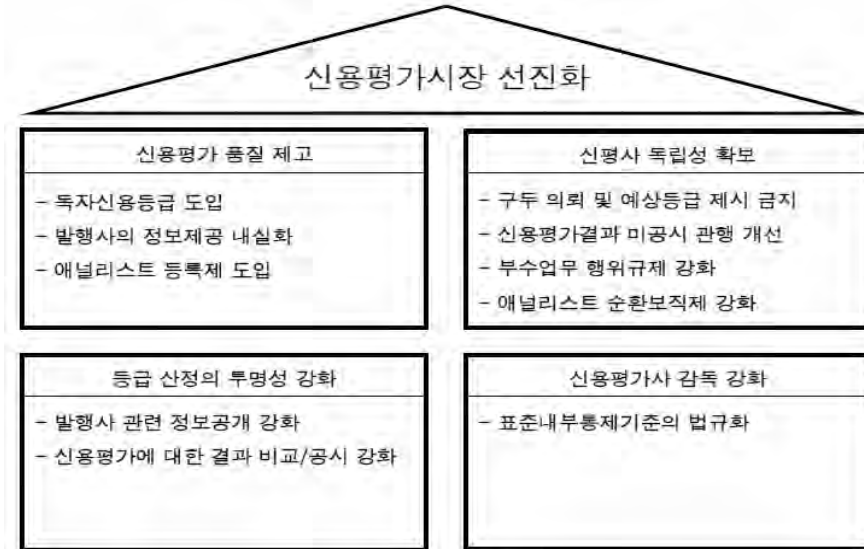 신용평가시장 선진화
신용평가 품질 제고
- 독자신용등급 도입
- 발행사의 정보제공 내실화
- 애널리스트 등록제 도입
신평사 독립성 확보
- 구두 의뢰 및 예상등급 제시 금지
- 신용평가결과 미공시 관행 개선
- 부수업무 행위규제 강화
- 애널리스트 순환보직제 강화
등급 산정의 투명성 강화
- 발행사 관련 정보공개 강화
- 신용평가에 대한 결과 비교/공시 강화
신용평가사 감독 강화
- 표준내부통제기준의 법규화